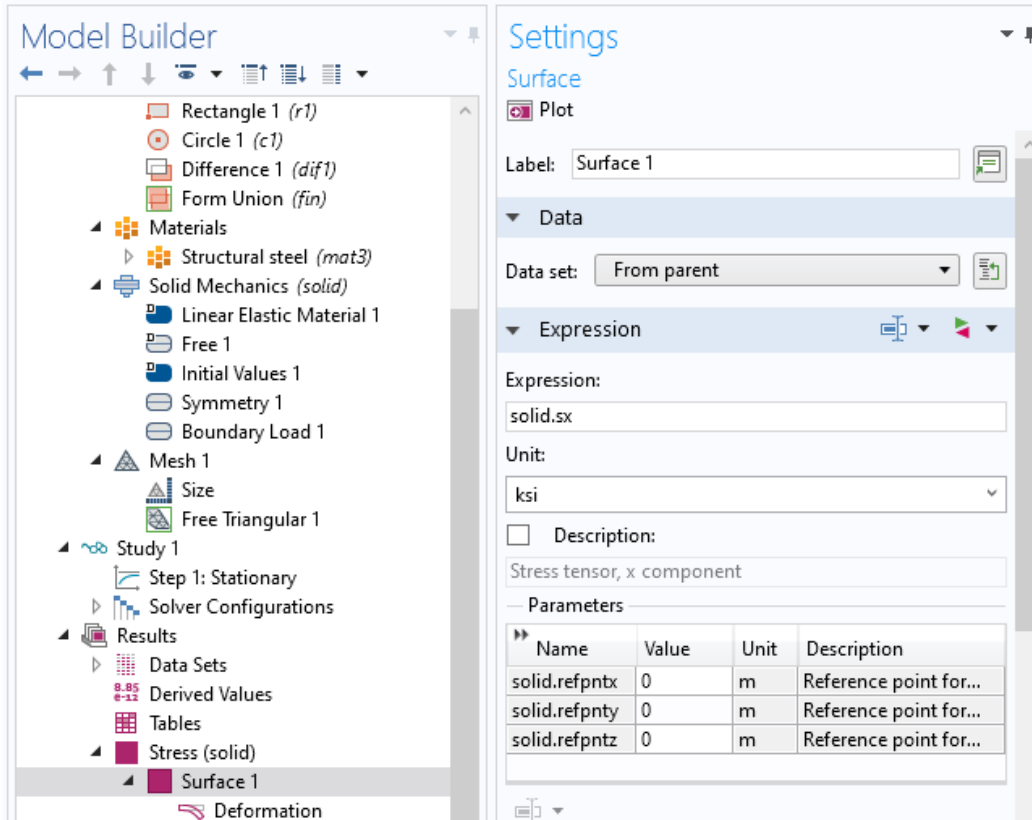 Model Builder
Rectangle 1 (r1)
Circle 1 (c1)
Difference 1 (dif1)
Form Union (fin)
Materials
Structural steel (mat3)
Solid Mechanics (solid)
D Linear Elastic Material 1
D Free 1
D Initial Values 1
Symmetry 1
Boundary Load 1
Mesh 1
Size
Free Triangular 1
Study 1
Step 1: Stationary
Solver Configurations
Results
Data Sets
8.85
e-12 Derived Values
Tables
Stress (solid)
Surface 1
Deformation
Settings
Surface
Plot
Label: Surface 1
Data
Data set: From parent
Expression
Expression:
solid.sx
Unit:
ksi
Description:
Stress tensor, x component
Parameters
Name Value Unit Description
solid.refpntx 0 m Reference point for...
solid.refpnty 0 m Reference point for...
solid.refpntz 0 m Reference point for...